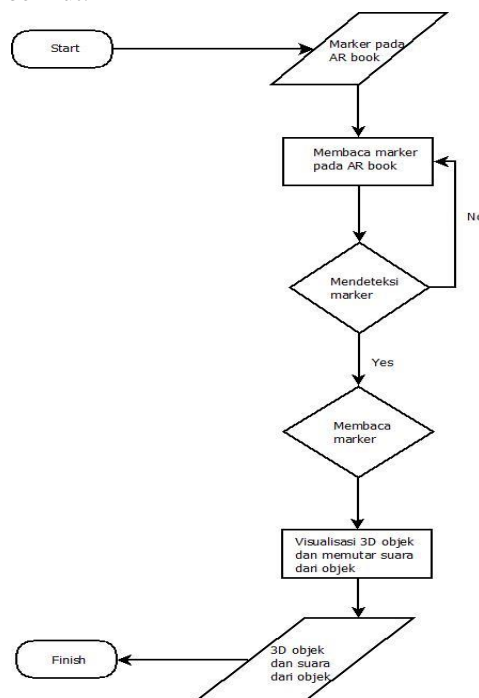 Start
Marker pada
AR book
Membaca marker
pada AR book
No
Mendeteksi
marker
Yes
Membaca
marker
Visualisasi 3D objek
dan memutar suara
dari objek
3D objek
dan suara
dari objek
Finish